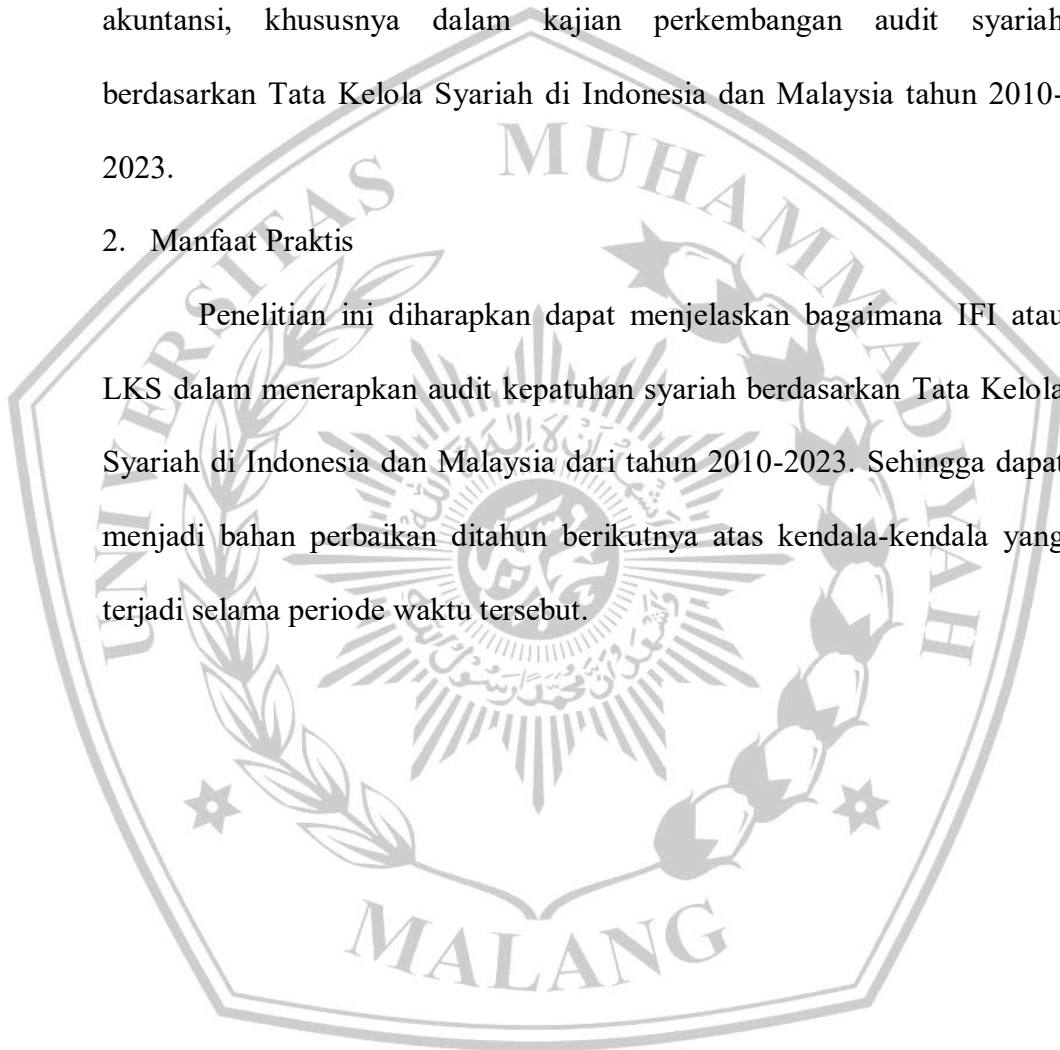 akuntansi, khususnya dalam kajian perkembangan audit syariah
berdasarkan Tata Kelola Syariah di Indonesia dan Malaysia tahun 2010-
2023.
2. Manfaat Praktis
Penelitian ini diharapkan dapat menjelaskan bagaimana IFI atau
LKS dalam menerapkan audit kepatuhan syariah berdasarkan Tata Kelola
Syariah di Indonesia dan Malaysia dari tahun 2010-2023. Sehingga dapat
menjadi bahan perbaikan ditahun berikutnya atas kendala-kendala yang
terjadi selama periode waktu tersebut.
UNIVERSITAS MUHAMMADIYAH
MALANG